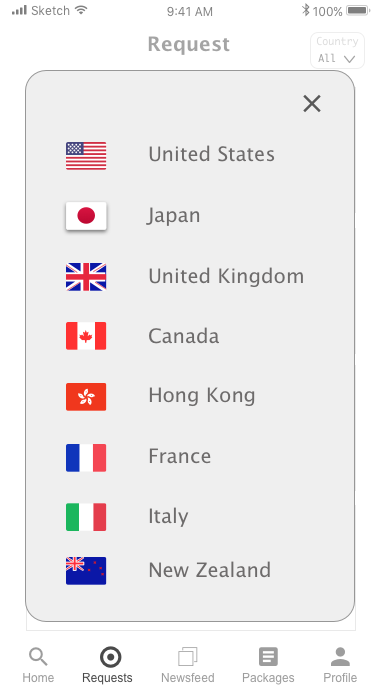 Sketch 9:41 AM 100%
Request
Country
All
United States
Japan
United Kingdom
Canada
Hong Kong
France
Italy
New Zealand
Home Requests Newsfeed Packages Profile